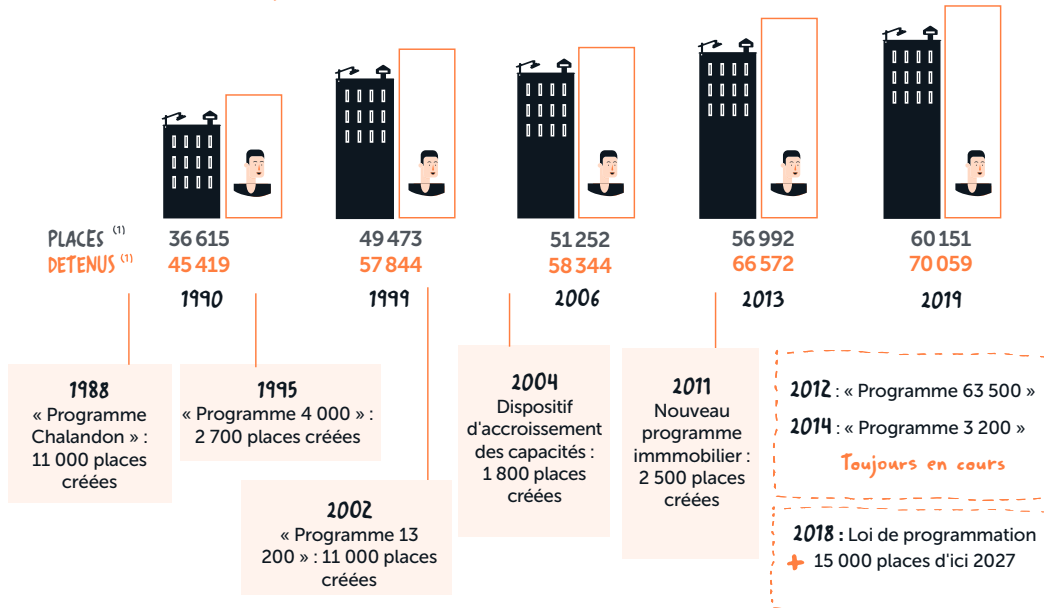 PLACES (1) 36 615 49 473 51 252 56 992 60 151
DETENUS (1) 45 419 57 844 58 344 66 572 70 059
1990 1999 2006 2013 2019
1988
« Programme
Chalandon » :
11 000 places
créées
1995
« Programme 4 000 » :
2 700 places créées
2002
« Programme 13
200 » : 11 000 places
créées
2004
Dispositif
d'accroissement
des capacités :
1 800 places
créées
2011
Nouveau
programme
immmobilier :
2 500 places
créées
2012 : « Programme 63 500 »
2014 : « Programme 3 200 »
Toujours en cours
2018 : Loi de programmation
+ 15 000 places d'ici 2027